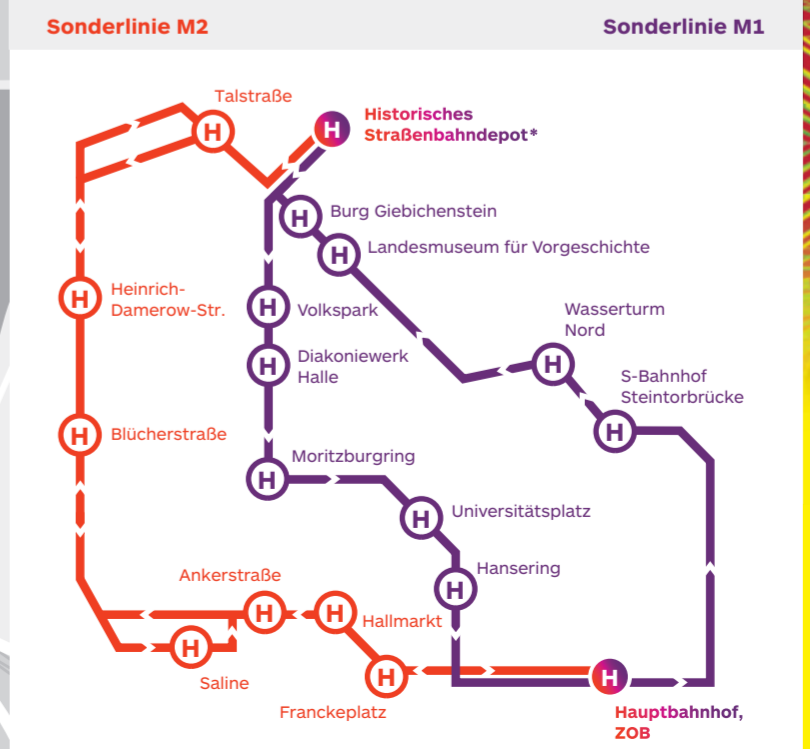 Sonderlinie M2
Sonderlinie M1
Talstraße
H
H
Historisches
Straßenbahndepot*
H
Burg Giebichenstein
H
Landesmuseum für Vorgeschichte
H
Heinrich-
Damerow-Str.
H
Volkspark
Wasserturm
Nord
H
H
Diakoniewerk
Halle
S-Bahnhof
Steintorbrücke
H
H
Blücherstraße
Moritzburgring
H
H
Universitätsplatz
Hansering
H
Ankerstraße
H
H
Hallmarkt
H
Saline
H
Franckeplatz
H
Hauptbahnhof,
ZOB